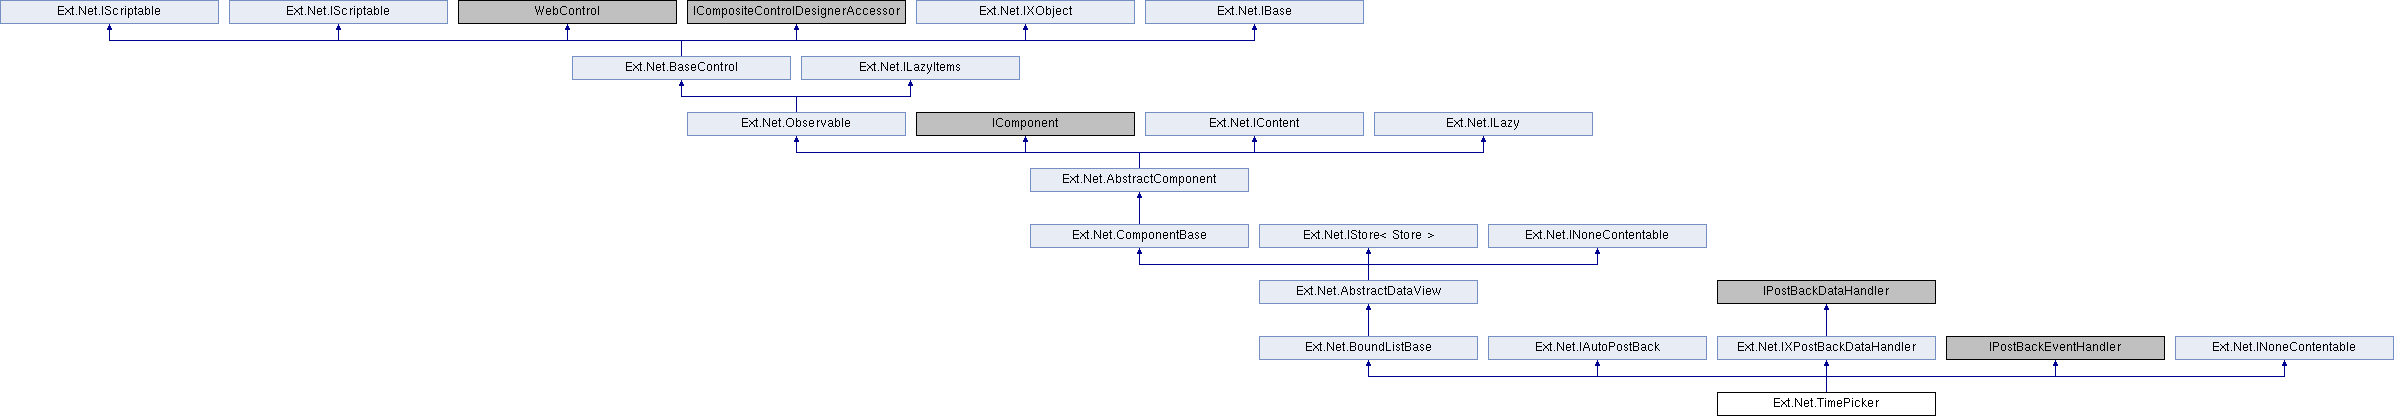 Ext.Net.IScriptable
Ext.Net.IScriptable
WebControl
ICompositeControlDesignerAccessor
Ext.Net.IXObject
Ext.Net.IBase
Ext.Net.BaseControl
Ext.Net.ILazyItems
Ext.Net.Observable
IComponent
Ext.Net.IContent
Ext.Net.ILazy
Ext.Net.AbstractComponent
Ext.Net.ComponentBase
Ext.Net.IStore< Store >
Ext.Net.INoneContentable
Ext.Net.AbstractDataView
IPostBackDataHandler
Ext.Net.BoundListBase
Ext.Net.IAutoPostBack
Ext.Net.IXPostBackDataHandler
IPostBackEventHandler
Ext.Net.INoneContentable
Ext.Net.TimePicker